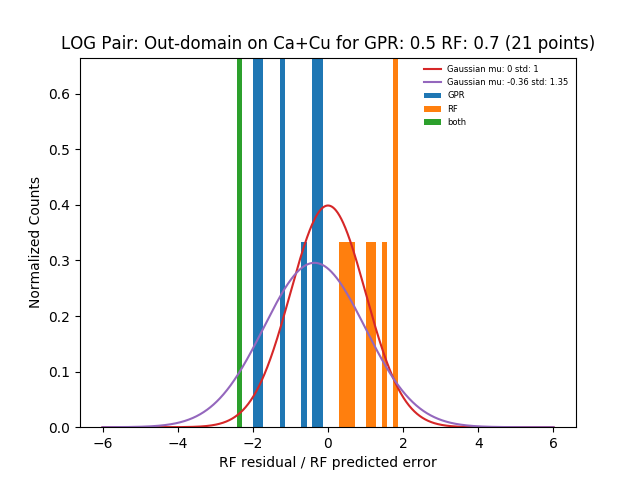 LOG Pair: Out-domain on Ca+Cu for GPR: 0.5 RF: 0.7 (21 points)
Gaussian mu: 0 std: 1
Gaussian mu: -0.36 std: 1.35
GPR
RF
both
Normalized Counts
0.6
0.5
0.4
0.3
0.2
0.1
0.0
−6 −4 −2 0 2 4 6
RF residual / RF predicted error